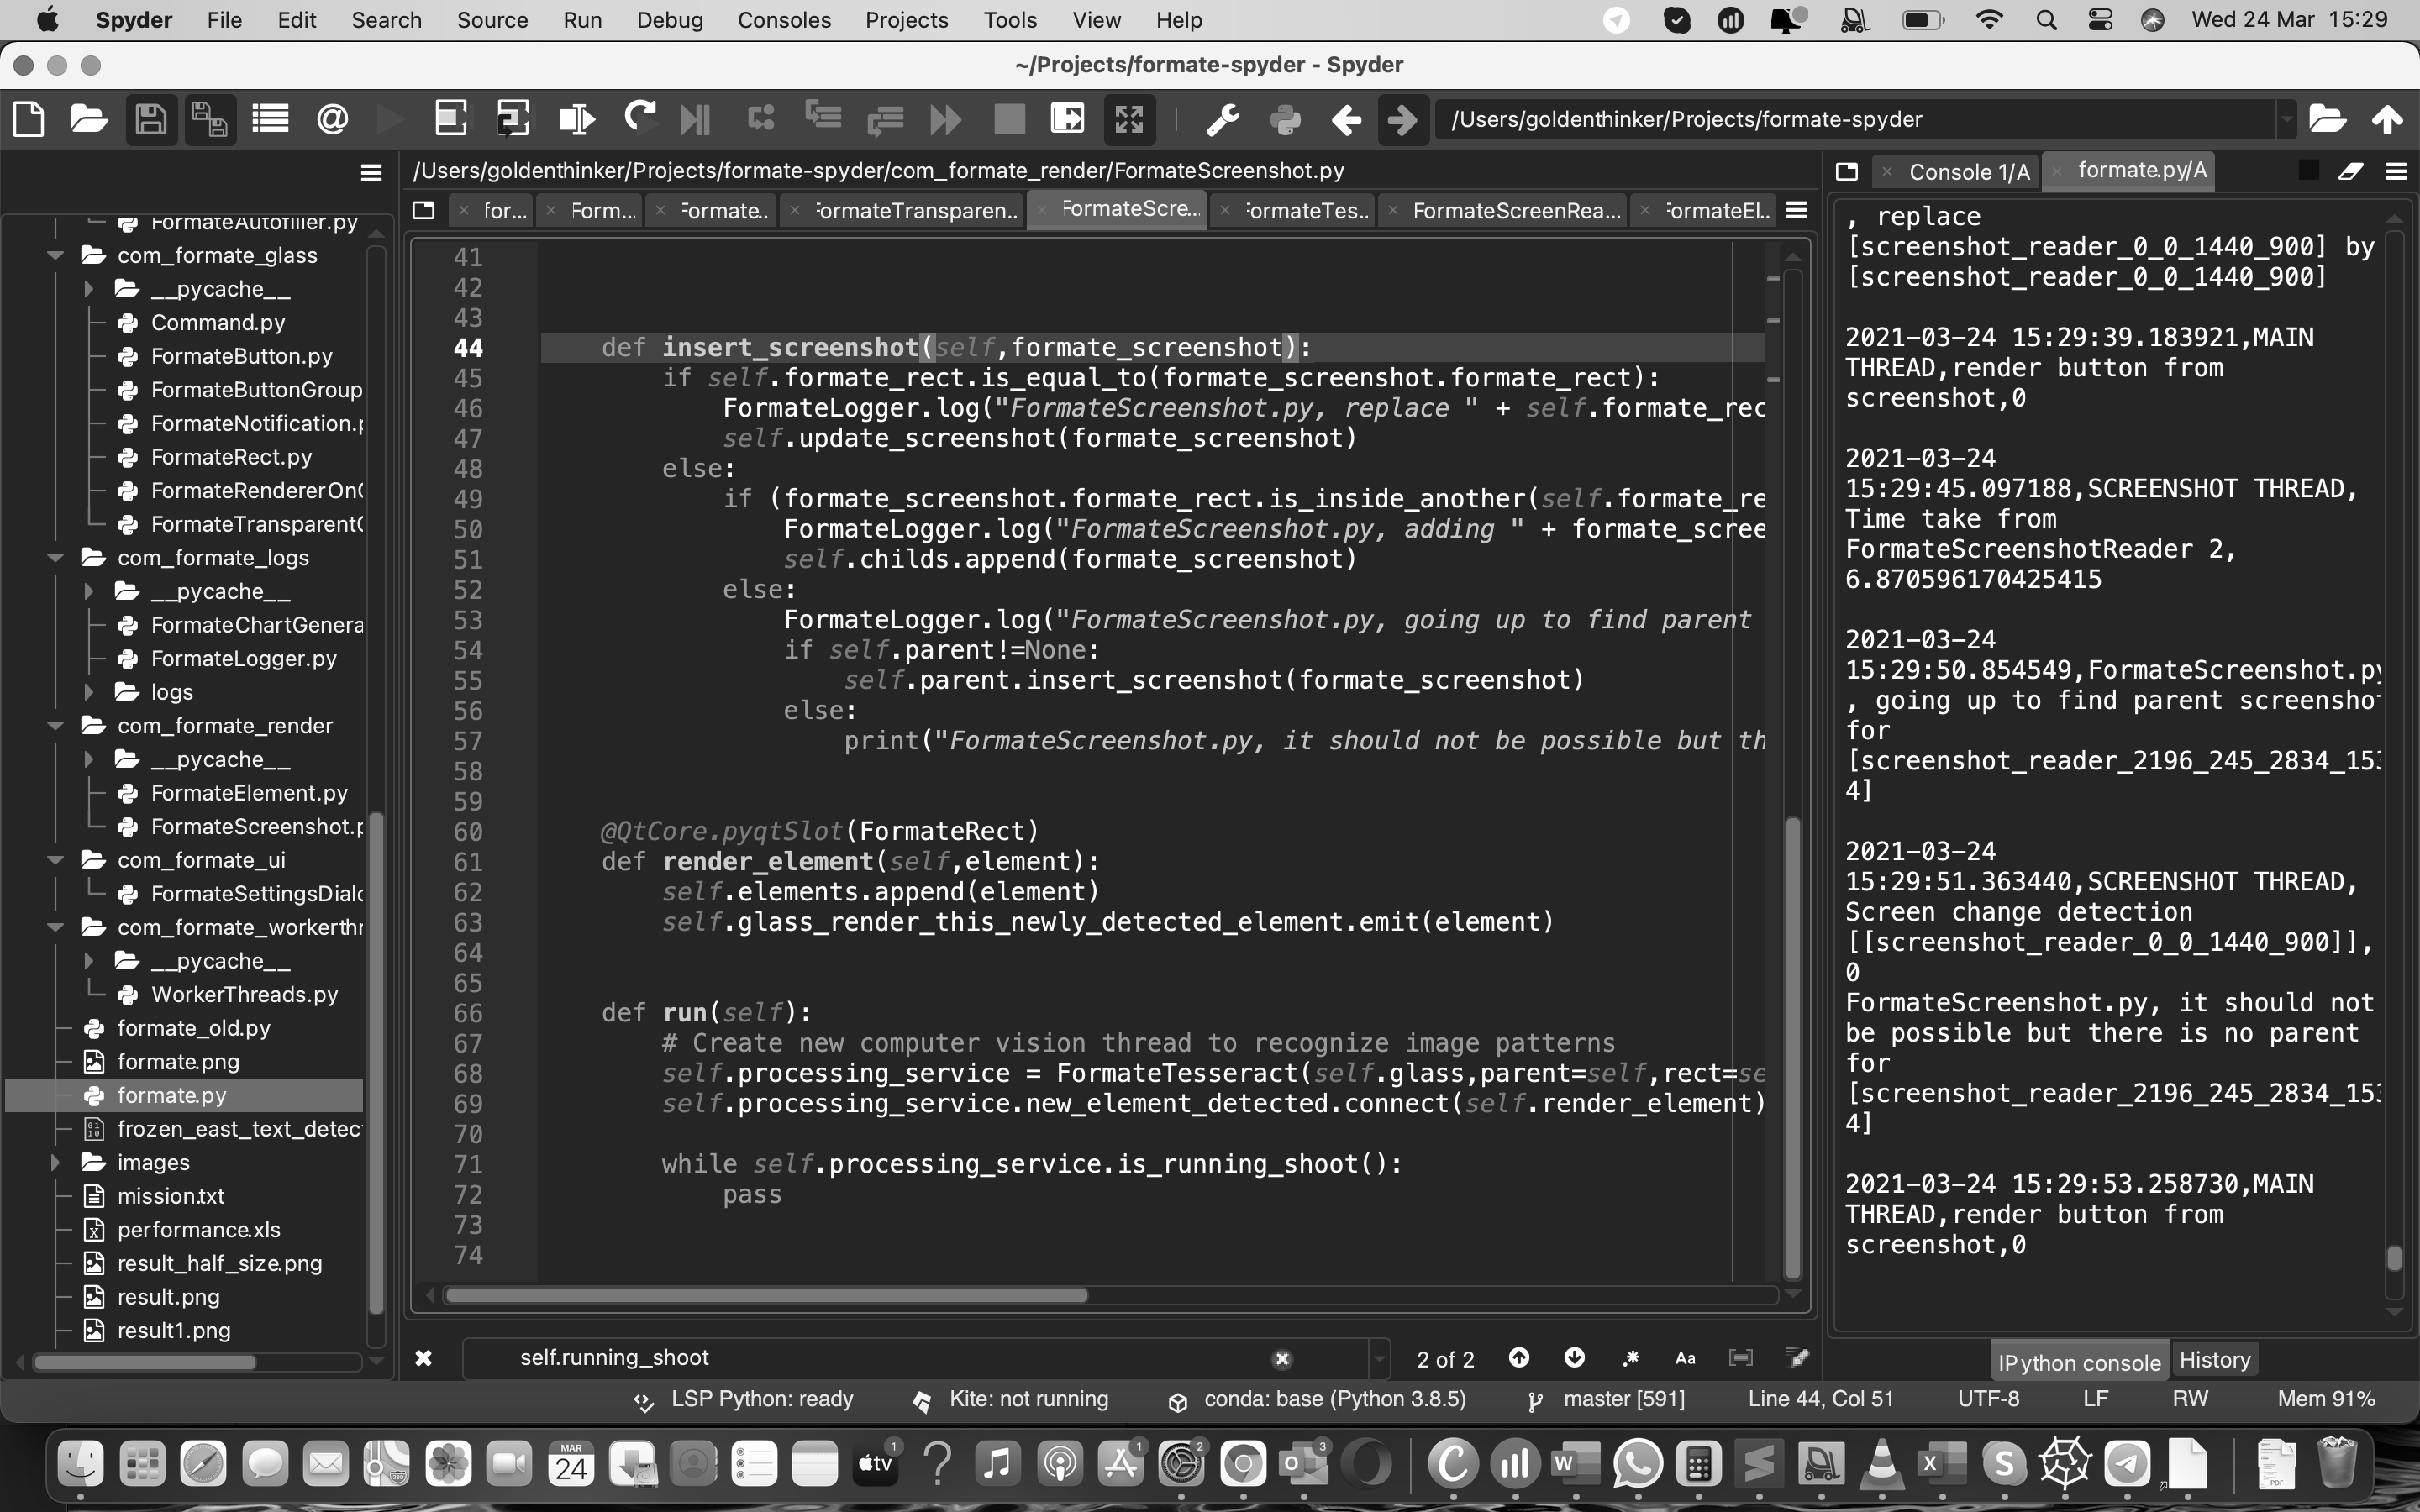 Spyder File Edit Search Source Run Debug Consoles Projects Tools View Help Wed 24 Mar 15:29
~/Projects/formate-spyder - Spyder
/Users/goldenthinker/Projects/formate-spyder
FormateAutofiller.py
com_formate_glass
__pycache__
Command.py
FormateButton.py
FormateButtonGroup
FormateNotification.p
FormateRect.py
FormateRendererOnG
FormateTransparentG
com_formate_logs
__pycache__
FormateChartGenera
FormateLogger.py
logs
com_formate_render
__pycache__
FormateElement.py
FormateScreenshot.p
com_formate_ui
FormateSettingsDialo
com_formate_workerthr
__pycache__
WorkerThreads.py
formate_old.py
formate.png
formate.py
frozen_east_text_detec
images
mission.txt
performance.xls
result_half_size.png
result.png
result1.png
/Users/goldenthinker/Projects/formate-spyder/com_formate_render/FormateScreenshot.py
for... Form... Formate.. FormateTransparen.. FormateScre... FormateTes.. FormateScreenRea... FormateEl..
41
42
43
44 def insert_screenshot(self,formate_screenshot):
45 if self.formate_rect.is_equal_to(formate_screenshot.formate_rect):
46 FormateLogger.log("FormateScreenshot.py, replace " + self.formate_rec
47 self.update_screenshot(formate_screenshot)
48 else:
49 if (formate_screenshot.formate_rect.is_inside_another(self.formate_re
50 FormateLogger.log("FormateScreenshot.py, adding " + formate_scree
51 self.childs.append(formate_screenshot)
52 else:
53 FormateLogger.log("FormateScreenshot.py, going up to find parent
54 if self.parent!=None:
55 self.parent.insert_screenshot(formate_screenshot)
56 else:
57 print("FormateScreenshot.py, it should not be possible but th
58
59
60 @QtCore.pyqtSlot(FormateRect)
61 def render_element(self,element):
62 self.elements.append(element)
63 self.glass_render_this_newly_detected_element.emit(element)
64
65
66 def run(self):
67 # Create new computer vision thread to recognize image patterns
68 self.processing_service = FormateTesseract(self.glass,parent=self,rect=se
69 self.processing_service.new_element_detected.connect(self.render_element)
70
71 while self.processing_service.is_running_shoot():
72 pass
73
74
self.running_shoot 2 of 2 Aa
Console 1/A formate.py/A
, replace
[screenshot_reader_0_0_1440_900] by
[screenshot_reader_0_0_1440_900]
2021-03-24 15:29:39.183921,MAIN
THREAD,render button from
screenshot,0
2021-03-24
15:29:45.097188,SCREENSHOT THREAD,
Time take from
FormateScreenshotReader 2,
6.870596170425415
2021-03-24
15:29:50.854549,FormateScreenshot.py
, going up to find parent screenshot
for
[screenshot_reader_2196_245_2834_153
4]
2021-03-24
15:29:51.363440,SCREENSHOT THREAD,
Screen change detection
[[screenshot_reader_0_0_1440_900]],
0
FormateScreenshot.py, it should not
be possible but there is no parent
for
[screenshot_reader_2196_245_2834_153
4]
2021-03-24 15:29:53.258730,MAIN
THREAD,render button from
screenshot,0
IPython console History
LSP Python: ready Kite: not running conda: base (Python 3.8.5) master [591] Line 44, Col 51 UTF-8 LF RW Mem 91%
MAR
24
tv
1
1
2
3
PDF